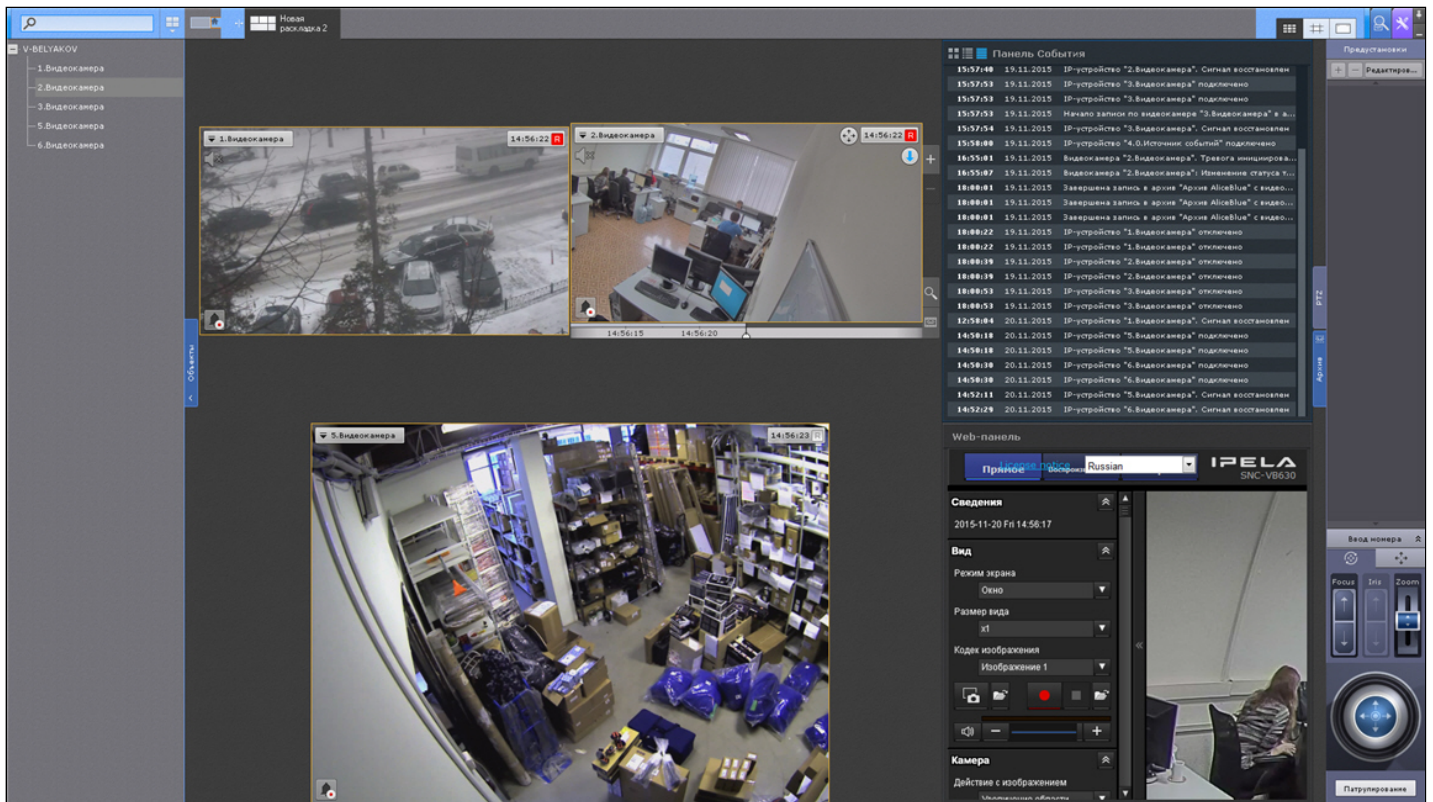 Новая
раскладка 2
V-BELYAKOV
1.Видеокамера
2.Видеокамера
3.Видеокамера
5.Видеокамера
6.Видеокамера
Объекты
1.Видеокамера
14:56:22 R
2.Видеокамера
14:56:22 R
14:56:15 14:56:20
5.Видеокамера
14:56:23 R
Панель События
15:57:40 19.11.2015 IP-устройство "2.Видеокамера". Сигнал восстановлен
15:57:53 19.11.2015 IP-устройство "3.Видеокамера" подключено
15:57:53 19.11.2015 IP-устройство "3.Видеокамера" подключено
15:57:53 19.11.2015 Начало записи по видеокамере "3.Видеокамера" в а...
15:57:54 19.11.2015 IP-устройство "3.Видеокамера". Сигнал восстановлен
15:58:00 19.11.2015 IP-устройство "4.0.Источник событий" подключено
16:55:01 19.11.2015 Видеокамера "2.Видеокамера". Тревога инициирова...
16:55:07 19.11.2015 Видеокамера "2.Видеокамера": Изменение статуса т...
18:00:01 19.11.2015 Завершена запись в архив "Архив AliceBlue" с видео...
18:00:01 19.11.2015 Завершена запись в архив "Архив AliceBlue" с видео...
18:00:01 19.11.2015 Завершена запись в архив "Архив AliceBlue" с видео...
18:00:22 19.11.2015 IP-устройство "1.Видеокамера" отключено
18:00:22 19.11.2015 IP-устройство "1.Видеокамера" отключено
18:00:39 19.11.2015 IP-устройство "2.Видеокамера" отключено
18:00:39 19.11.2015 IP-устройство "2.Видеокамера" отключено
18:00:53 19.11.2015 IP-устройство "3.Видеокамера" отключено
18:00:53 19.11.2015 IP-устройство "3.Видеокамера" отключено
12:58:04 20.11.2015 IP-устройство "1.Видеокамера". Сигнал восстановлен
14:50:18 20.11.2015 IP-устройство "5.Видеокамера" подключено
14:50:18 20.11.2015 IP-устройство "5.Видеокамера" подключено
14:50:30 20.11.2015 IP-устройство "6.Видеокамера" подключено
14:50:30 20.11.2015 IP-устройство "6.Видеокамера" подключено
14:52:11 20.11.2015 IP-устройство "5.Видеокамера". Сигнал восстановлен
14:52:29 20.11.2015 IP-устройство "6.Видеокамера". Сигнал восстановлен
Web-панель
Прямое
License notice
Russian
IPELA
SNC-VB630
Сведения
2015-11-20 Fri 14:56:17
Вид
Режим экрана
Окно
Размер вида
x1
Кодек изображения
Изображение 1
Камера
Действие с изображением
PTZ
Архив
Предустановки
Редактиров...
Ввод номера
Focus Iris Zoom
Патрулирование